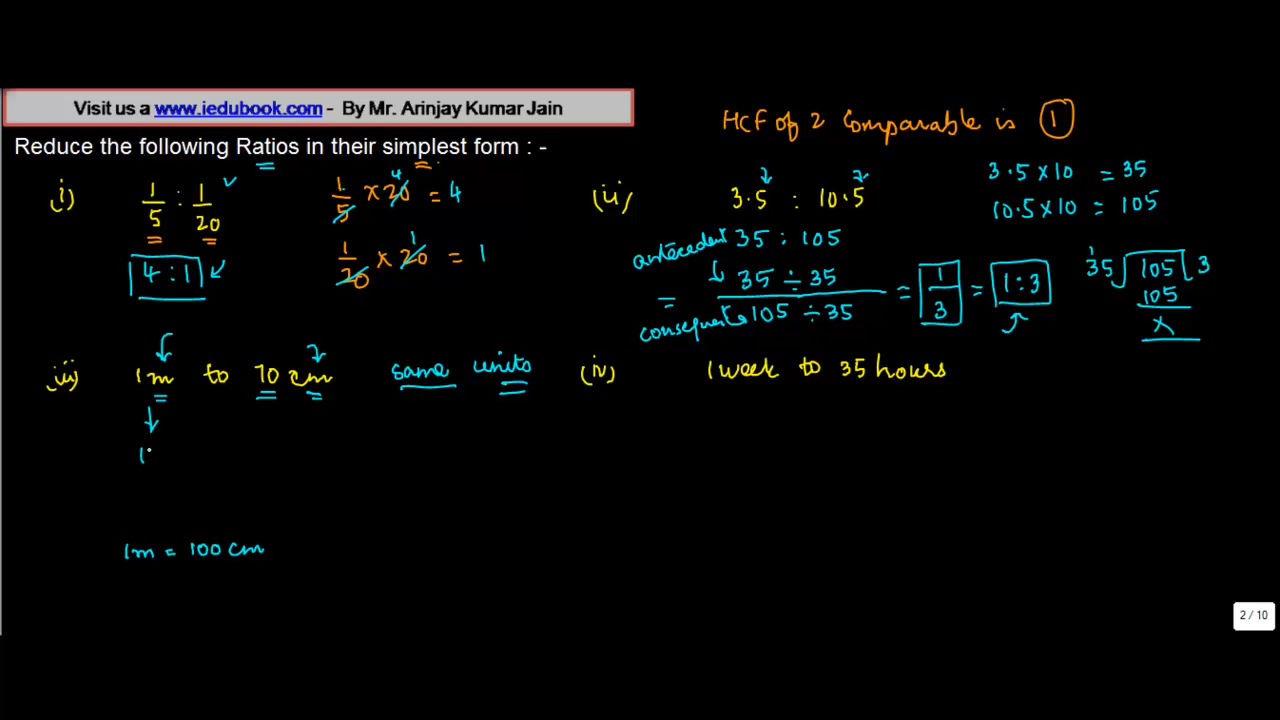 Visit us a www.iedubook.com - By Mr. Arinjay Kumar Jain
HCF of 2 Comparable is 1
Reduce the following Ratios in their simplest form : -
i) 1/5 : 1/20
1/5 × 20 = 4
1/20 × 20 = 1
4 : 1
(ii) 3.5 : 10.5
3.5 × 10 = 35
10.5 × 10 = 105
antecedent 35 : 105
= 35 ÷ 35 / 105 ÷ 35 = 1/3 = 1:3
consequent
35 105 3
105
×
(iii) 1m to 70 cm same units
1
1m = 100 cm
(iv) 1 week to 35 hours
2 / 10